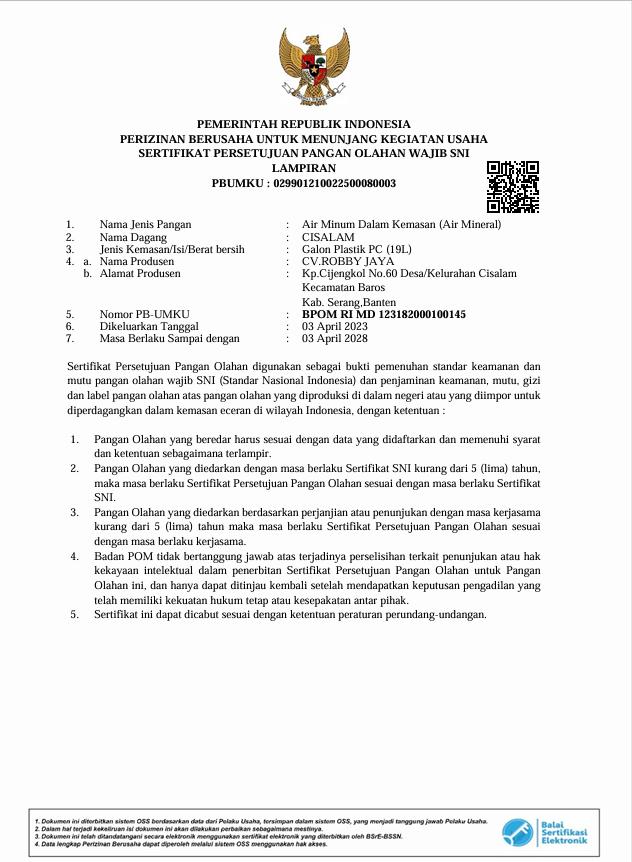 PEMERINTAH REPUBLIK INDONESIA
PERIZINAN BERUSAHA UNTUK MENUNJANG KEGIATAN USAHA
SERTIFIKAT PERSETUJUAN PANGAN OLAHAN WAJIB SNI
LAMPIRAN
PBUMKU : 029901210022500080003
1. Nama Jenis Pangan : Air Minum Dalam Kemasan (Air Mineral)
2. Nama Dagang : CISALAM
3. Jenis Kemasan/Isi/Berat bersih : Galon Plastik PC (19L)
4. a. Nama Produsen : CV.ROBBY JAYA
b. Alamat Produsen : Kp.Cijengkol No.60 Desa/Kelurahan Cisalam
Kecamatan Baros
Kab. Serang,Banten
5. Nomor PB-UMKU : BPOM RI MD 123182000100145
6. Dikeluarkan Tanggal : 03 April 2023
7. Masa Berlaku Sampai dengan : 03 April 2028
Sertifikat Persetujuan Pangan Olahan digunakan sebagai bukti pemenuhan standar keamanan dan
mutu pangan olahan wajib SNI (Standar Nasional Indonesia) dan penjaminan keamanan, mutu, gizi
dan label pangan olahan atas pangan olahan yang diproduksi di dalam negeri atau yang diimpor untuk
diperdagangkan dalam kemasan eceran di wilayah Indonesia, dengan ketentuan :
1. Pangan Olahan yang beredar harus sesuai dengan data yang didaftarkan dan memenuhi syarat
dan ketentuan sebagaimana terlampir.
2. Pangan Olahan yang diedarkan dengan masa berlaku Sertifikat SNI kurang dari 5 (lima) tahun,
maka masa berlaku Sertifikat Persetujuan Pangan Olahan sesuai dengan masa berlaku Sertifikat
SNI.
3. Pangan Olahan yang diedarkan berdasarkan perjanjian atau penunjukan dengan masa kerjasama
kurang dari 5 (lima) tahun maka masa berlaku Sertifikat Persetujuan Pangan Olahan sesuai
dengan masa berlaku kerjasama.
4. Badan POM tidak bertanggung jawab atas terjadinya perselisihan terkait penunjukan atau hak
kekayaan intelektual dalam penerbitan Sertifikat Persetujuan Pangan Olahan untuk Pangan
Olahan ini, dan hanya dapat ditinjau kembali setelah mendapatkan keputusan pengadilan yang
telah memiliki kekuatan hukum tetap atau kesepakatan antar pihak.
5. Sertifikat ini dapat dicabut sesuai dengan ketentuan peraturan perundang-undangan.
1. Dokumen ini diterbitkan sistem OSS berdasarkan data dari Pelaku Usaha, tersimpan dalam sistem OSS, yang menjadi tanggung jawab Pelaku Usaha.
2. Dalam hal terjadi kekeliruan isi dokumen ini akan dilakukan perbaikan sebagaimana mestinya.
3. Dokumen ini telah ditandatangani secara elektronik menggunakan sertifikat elektronik yang diterbitkan oleh BSrE-BSSN.
4. Data lengkap Perizinan Berusaha dapat diperoleh melalui sistem OSS menggunakan hak akses.
Balai
Sertifikasi
Elektronik